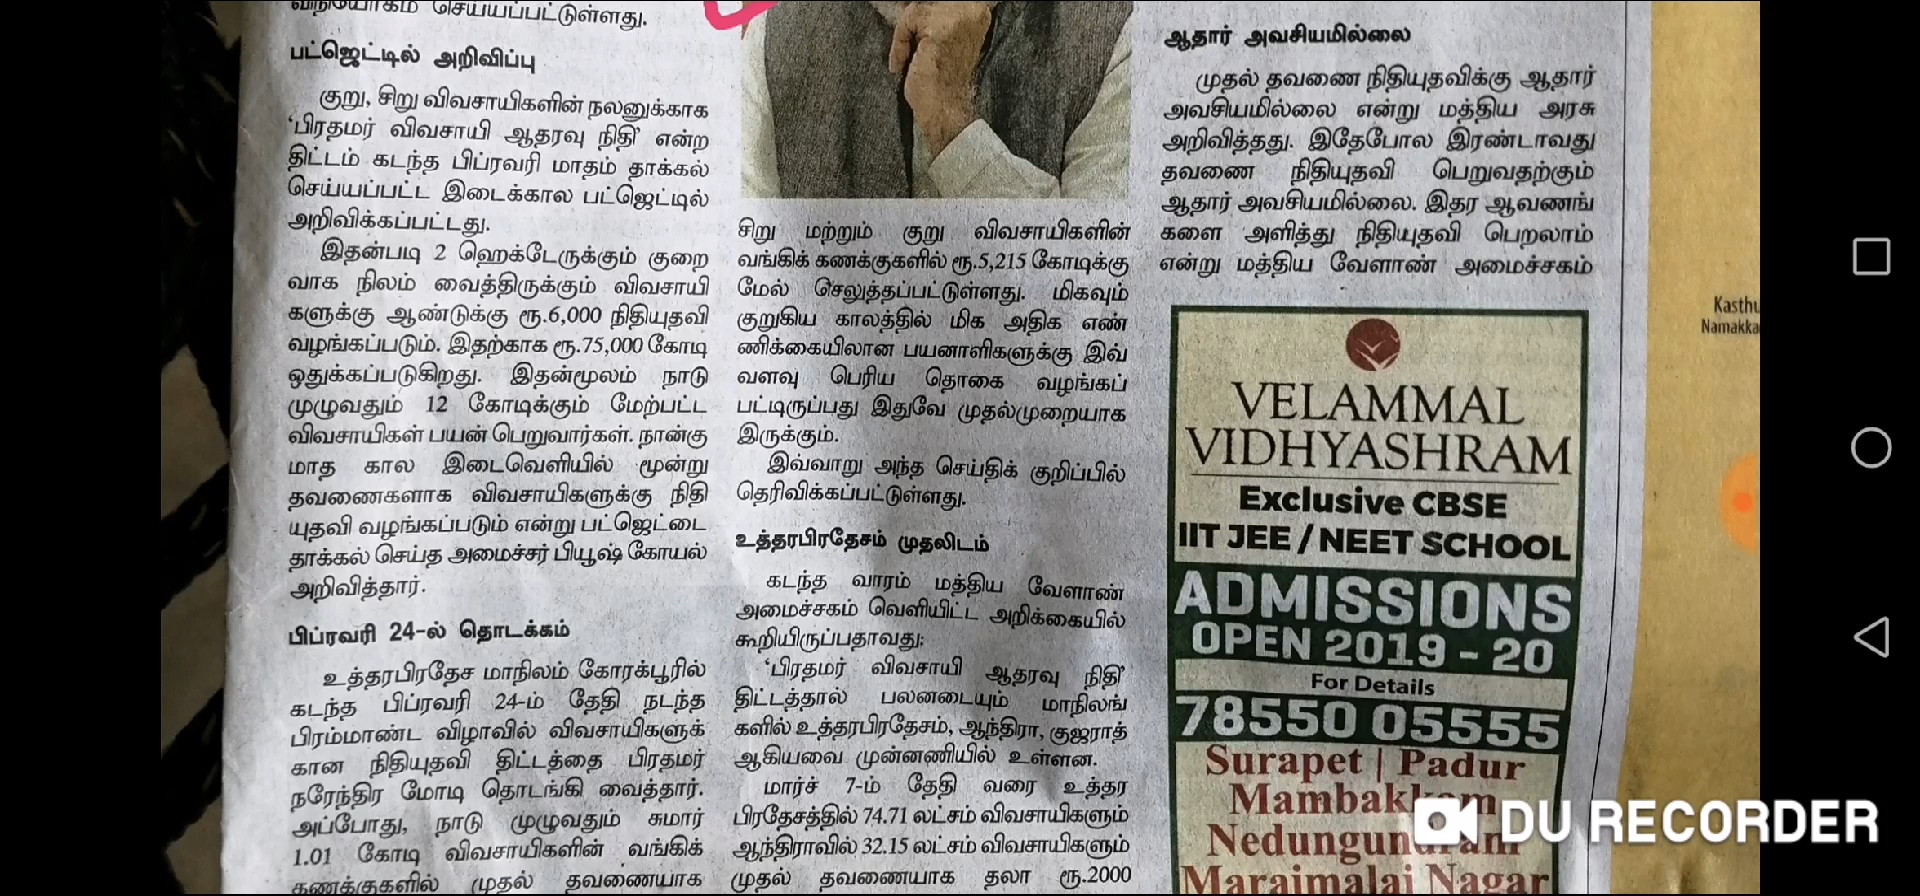 செய்யப்பட்டுள்ளது.
பட்ஜெட்டில் அறிவிப்பு
குறு, சிறு விவசாயிகளின் நலனுக்காக
'பிரதமர் விவசாயி ஆதரவு நிதி' என்ற
திட்டம் கடந்த பிப்ரவரி மாதம் தாக்கல்
செய்யப்பட்ட இடைக்கால பட்ஜெட்டில்
அறிவிக்கப்பட்டது.
இதன்படி 2 ஹெக்டேருக்கும் குறை
வாக நிலம் வைத்திருக்கும் விவசாயி
களுக்கு ஆண்டுக்கு ரூ.6,000 நிதியுதவி
வழங்கப்படும். இதற்காக ரூ.75,000 கோடி
ஒதுக்கப்படுகிறது. இதன்மூலம் நாடு
முழுவதும் 12 கோடிக்கும் மேற்பட்ட
விவசாயிகள் பயன் பெறுவார்கள். நான்கு
மாத கால இடைவெளியில் மூன்று
தவணைகளாக விவசாயிகளுக்கு நிதி
யுதவி வழங்கப்படும் என்று பட்ஜெட்டை
தாக்கல் செய்த அமைச்சர் பியூஷ் கோயல்
அறிவித்தார்.
பிப்ரவரி 24-ல் தொடக்கம்
உத்தரபிரதேச மாநிலம் கோரக்பூரில்
கடந்த பிப்ரவரி 24-ம் தேதி நடந்த
பிரம்மாண்ட விழாவில் விவசாயிகளுக்
கான நிதியுதவி திட்டத்தை பிரதமர்
நரேந்திர மோடி தொடங்கி வைத்தார்.
அப்போது, நாடு முழுவதும் சுமார்
1.01 கோடி விவசாயிகளின் வங்கிக்
கணக்குகளில் முதல் தவணையாக
சிறு மற்றும் குறு விவசாயிகளின்
வங்கிக் கணக்குகளில் ரூ.5,215 கோடிக்கு
மேல் செலுத்தப்பட்டுள்ளது. மிகவும்
குறுகிய காலத்தில் மிக அதிக எண்
ணிக்கையிலான பயனாளிகளுக்கு இவ்
வளவு பெரிய தொகை வழங்கப்
பட்டிருப்பது இதுவே முதல்முறையாக
இருக்கும்.
இவ்வாறு அந்த செய்திக் குறிப்பில்
தெரிவிக்கப்பட்டுள்ளது.
உத்தரபிரதேசம் முதலிடம்
கடந்த வாரம் மத்திய வேளாண்
அமைச்சகம் வெளியிட்ட அறிக்கையில்
கூறியிருப்பதாவது:
'பிரதமர் விவசாயி ஆதரவு நிதி'
திட்டத்தால் பலனடையும் மாநிலங்
களில் உத்தரபிரதேசம், ஆந்திரா, குஜராத்
ஆகியவை முன்னணியில் உள்ளன.
மார்ச் 7-ம் தேதி வரை உத்தர
பிரதேசத்தில் 74.71 லட்சம் விவசாயிகளும்
ஆந்திராவில் 32.15 லட்சம் விவசாயிகளும்
முதல் தவணையாக தலா ரூ.2000
ஆதார் அவசியமில்லை
முதல் தவணை நிதியுதவிக்கு ஆதார்
அவசியமில்லை என்று மத்திய அரசு
அறிவித்தது. இதேபோல இரண்டாவது
தவணை நிதியுதவி பெறுவதற்கும்
ஆதார் அவசியமில்லை. இதர ஆவணங்
களை அளித்து நிதியுதவி பெறலாம்
என்று மத்திய வேளாண் அமைச்சகம்
VELAMMAL
VIDHYASHRAM
Exclusive CBSE
IIT JEE / NEET SCHOOL
ADMISSIONS
OPEN 2019 - 20
For Details
78550 05555
Surapet | Padur
Maraimalai Nagar
Kasthu
Namakka
DU RECORDER